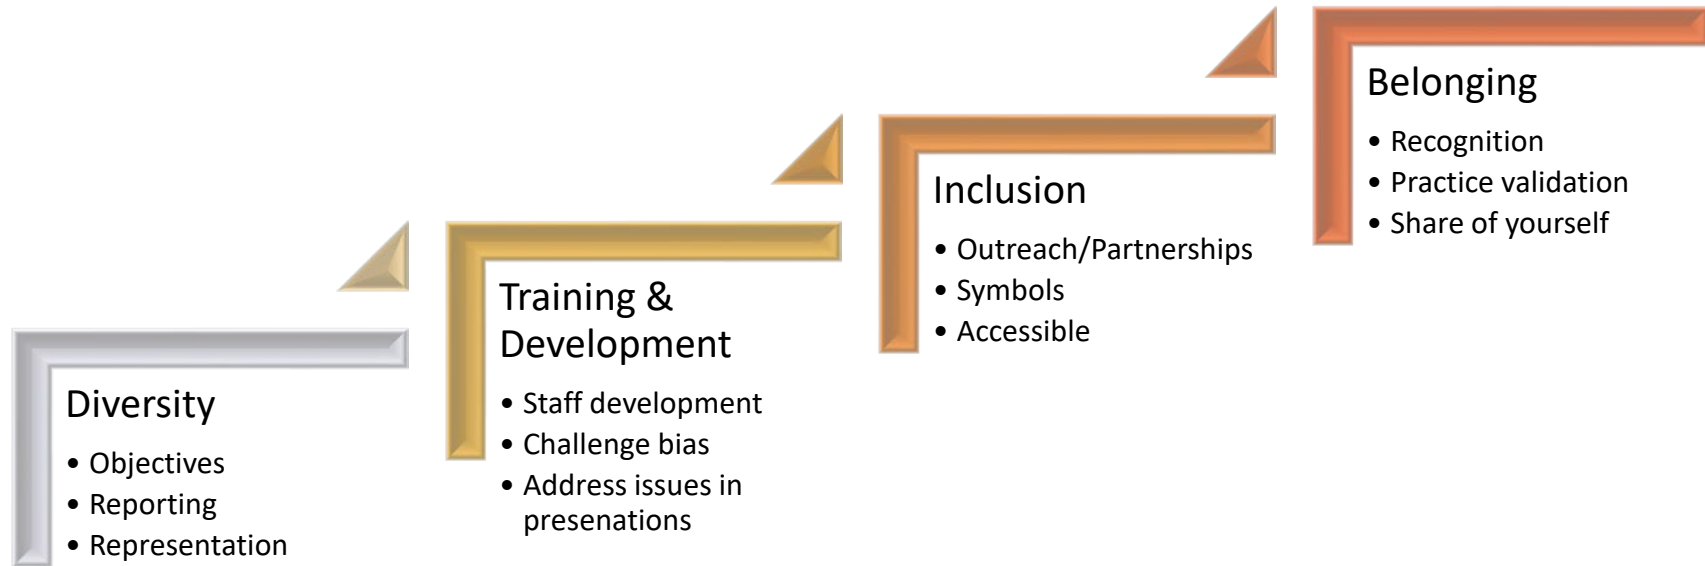 Diversity
• Objectives
• Reporting
• Representation
Training &
Development
• Staff development
• Challenge bias
• Address issues in
presenations
Inclusion
• Outreach/Partnerships
• Symbols
• Accessible
Belonging
• Recognition
• Practice validation
• Share of yourself